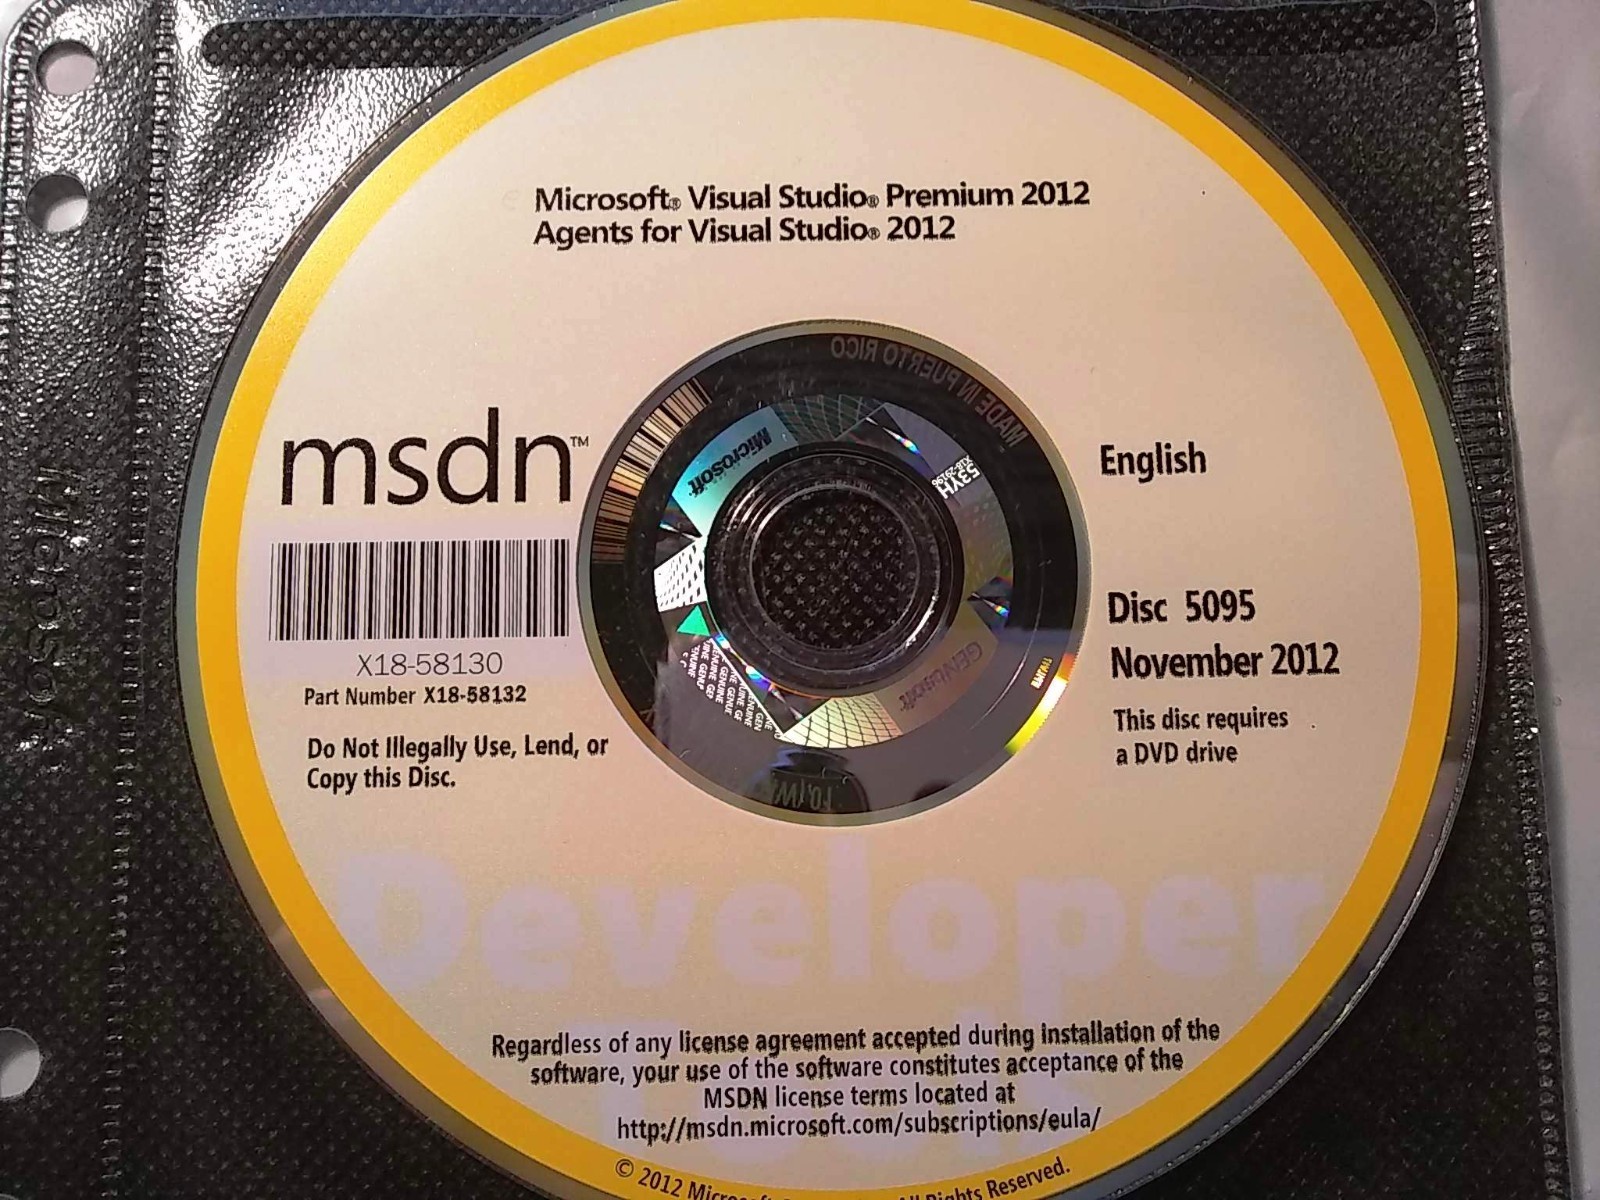 Microsoft® Visual Studio® Premium 2012
Agents for Visual Studio® 2012
msdn™
X18-58130
Part Number X18-58132
Do Not Illegally Use, Lend, or
Copy this Disc.
MADE IN PUERTO RICO
Microsoft
53YH
X18-29196
English
Disc 5095
November 2012
This disc requires
a DVD drive
Developer
Regardless of any license agreement accepted during installation of the
software, your use of the software constitutes acceptance of the
MSDN license terms located at
http://msdn.microsoft.com/subscriptions/eula/
© 2012 Rights Reserved.
Microsoft